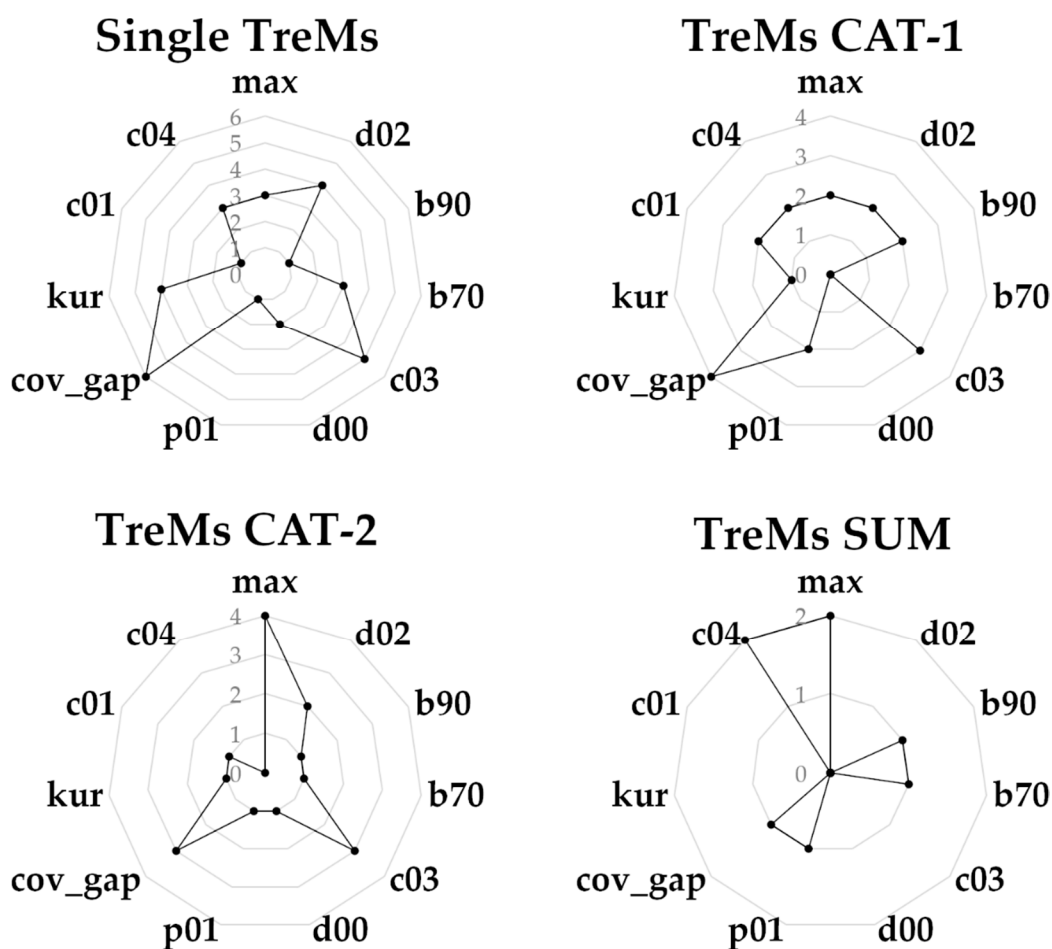 Single TreMs
TreMs CAT-1
max
max
6
5
4
3
2
1
0
c04
d02
c01
b90
kur
b70
cov_gap
c03
p01
d00
4
3
2
1
0
c04
d02
c01
b90
kur
b70
cov_gap
c03
p01
d00
TreMs CAT-2
TreMs SUM
max
max
4
3
2
1
0
c04
d02
c01
b90
kur
b70
cov_gap
c03
p01
d00
2
1
0
c04
d02
c01
b90
kur
b70
cov_gap
c03
p01
d00